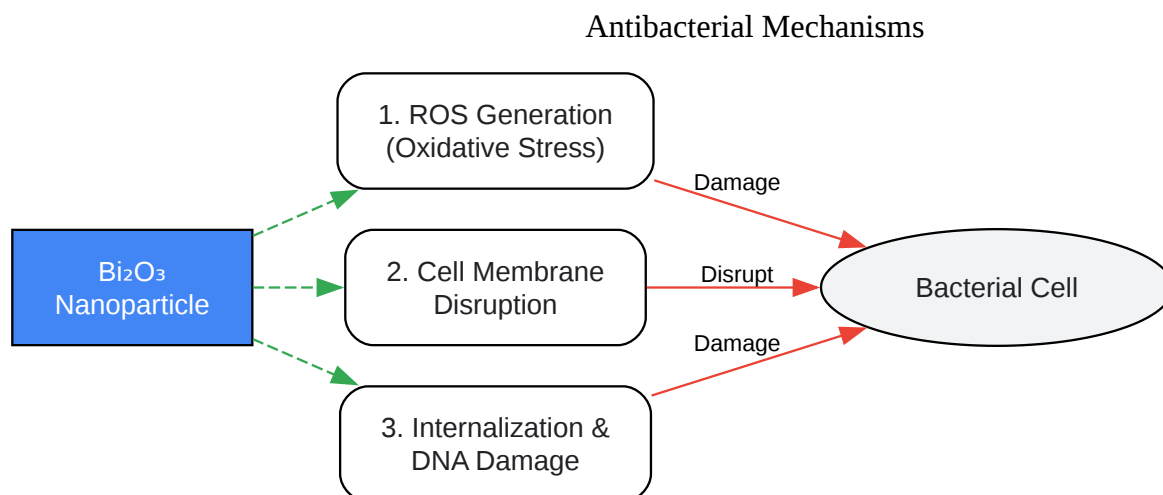 Antibacterial Mechanisms
1. ROS Generation
(Oxidative Stress)
Damage
Bi₂O₃
Nanoparticle
2. Cell Membrane
Disruption
Disrupt
Bacterial Cell
Damage
3. Internalization &
DNA Damage